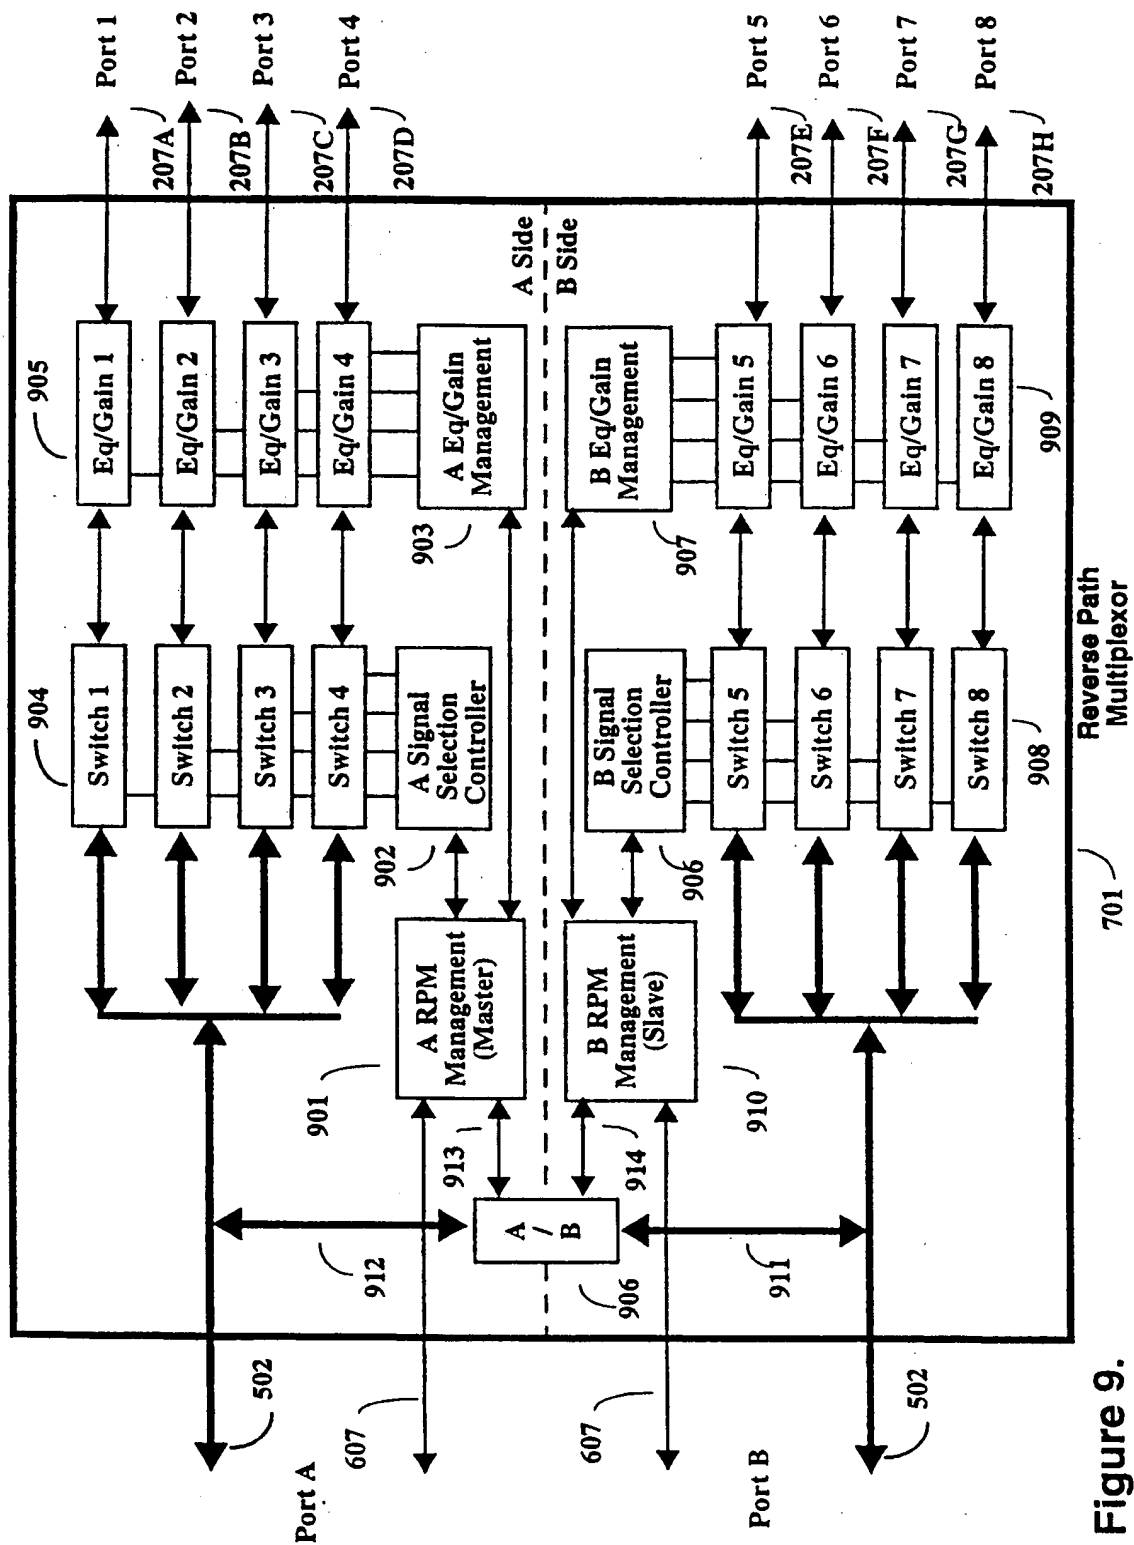 Port 1
Port 2
Port 3
Port 4
Port 5
Port 6
Port 7
Port 8
207A
207B
207C
207D
207E
207F
207G
207H
A Side
B Side
905
Eq/Gain 1
Eq/Gain 2
Eq/Gain 3
Eq/Gain 4
A Eq/Gain
Management
B Eq/Gain
Management
Eq/Gain 5
Eq/Gain 6
Eq/Gain 7
Eq/Gain 8
909
903
907
904
Switch 1
Switch 2
Switch 3
Switch 4
A Signal
Selection
Controller
B Signal
Selection
Controller
Switch 5
Switch 6
Switch 7
Switch 8
908
Reverse Path
Multiplexor
902
906
701
A RPM
Management
(Master)
B RPM
Management
(Slave)
901
910
913
914
A
/
B
912
906
911
502
607
607
502
Port A
Port B
Figure 9.